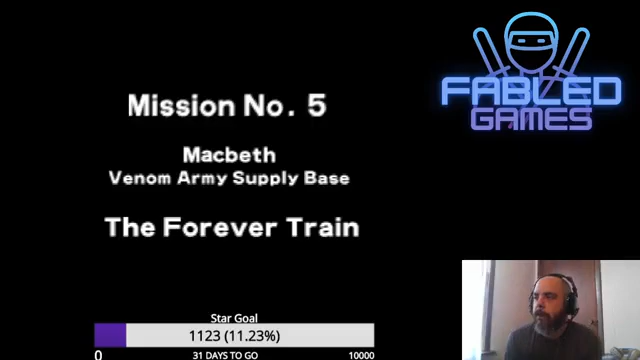 Mission No. 5
Macbeth
Venom Army Supply Base
The Forever Train
FABLED
GAMES
Star Goal
1123 (11.23%)
0
31 DAYS TO GO
10000